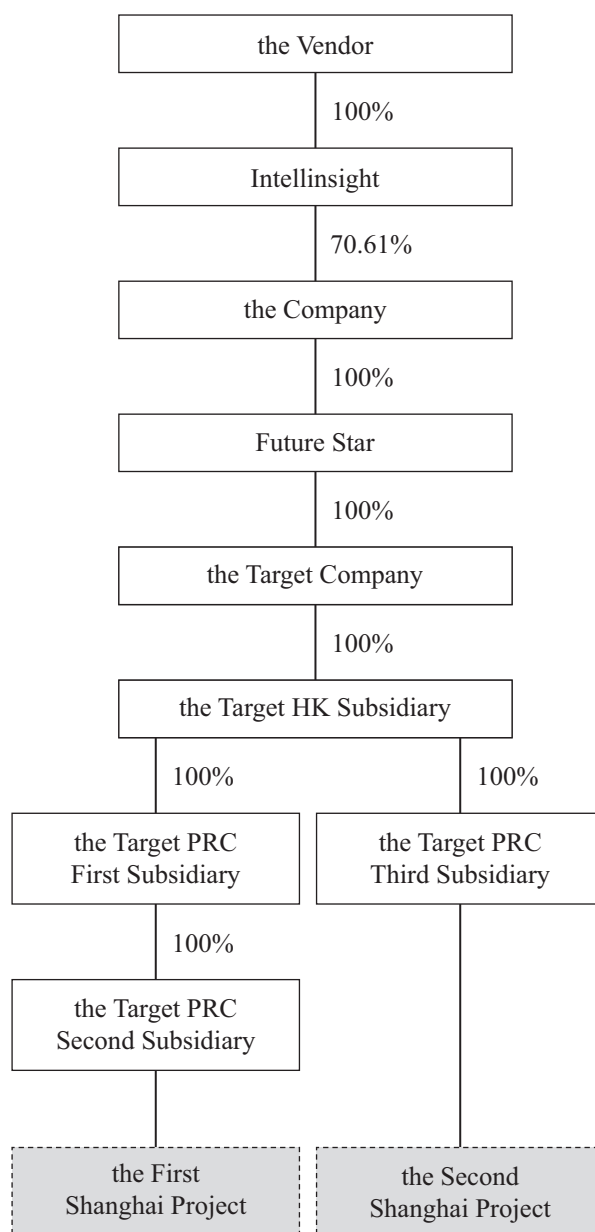 the Vendor
100%
Intellinsight
70.61%
the Company
100%
Future Star
100%
the Target Company
100%
the Target HK Subsidiary
100%
100%
the Target PRC
First Subsidiary
the Target PRC
Third Subsidiary
100%
the Target PRC
Second Subsidiary
the First
Shanghai Project
the Second
Shanghai Project